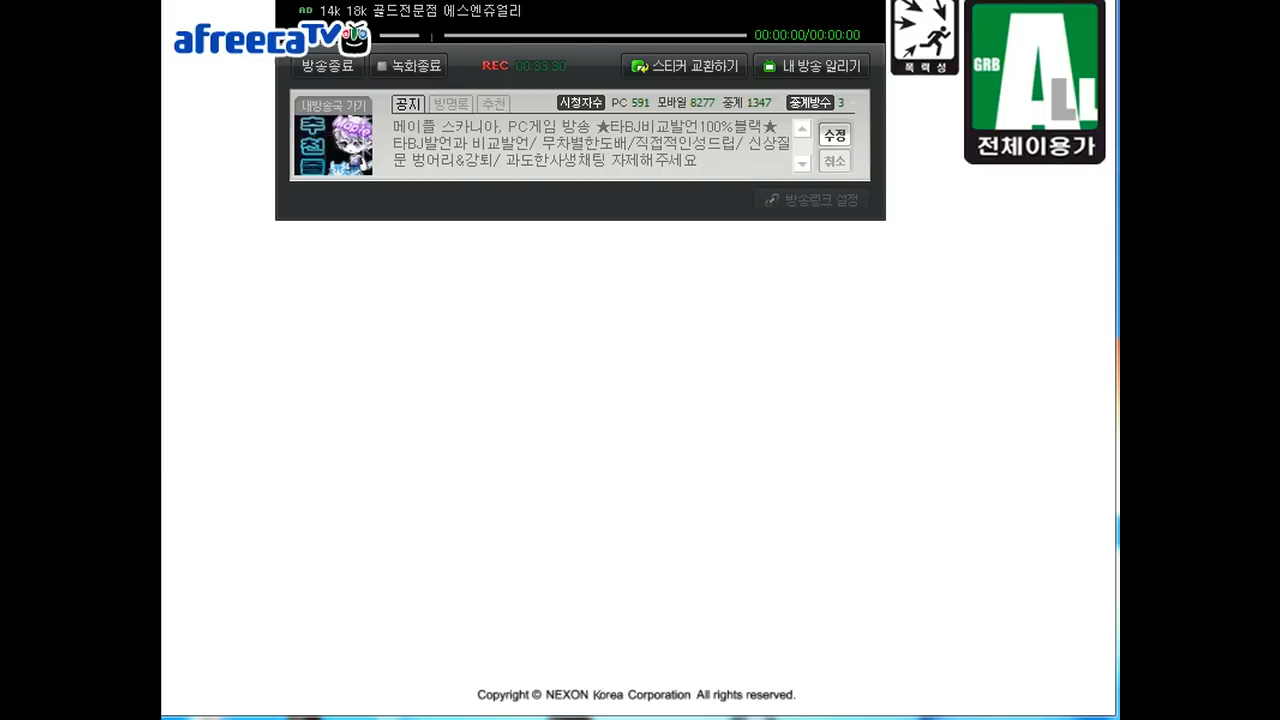 AD 14k 18k 골드전문점 에스엔쥬얼리
afreecaTV
00:00:00/00:00:00
방송종료 녹화종료 REC 00:33:30 스티커 교환하기 내 방송 알리기
내방송국 가기 공지 방명록 추천 시청자수 PC 591 모바일 8277 중계 1347 중계방수 3
메이플 스카니아, PC게임 방송 ★타BJ비교발언100%블랙★
타BJ발언과 비교발언/ 무차별한도배/직접적인성드립/ 신상질
문 벙어리&강퇴/ 과도한사생채팅 자제해주세요
수정
취소
추천
Maple
방송링크 설정
폭력성
GRB
ALL
전체이용가
Copyright © NEXON Korea Corporation All rights reserved.